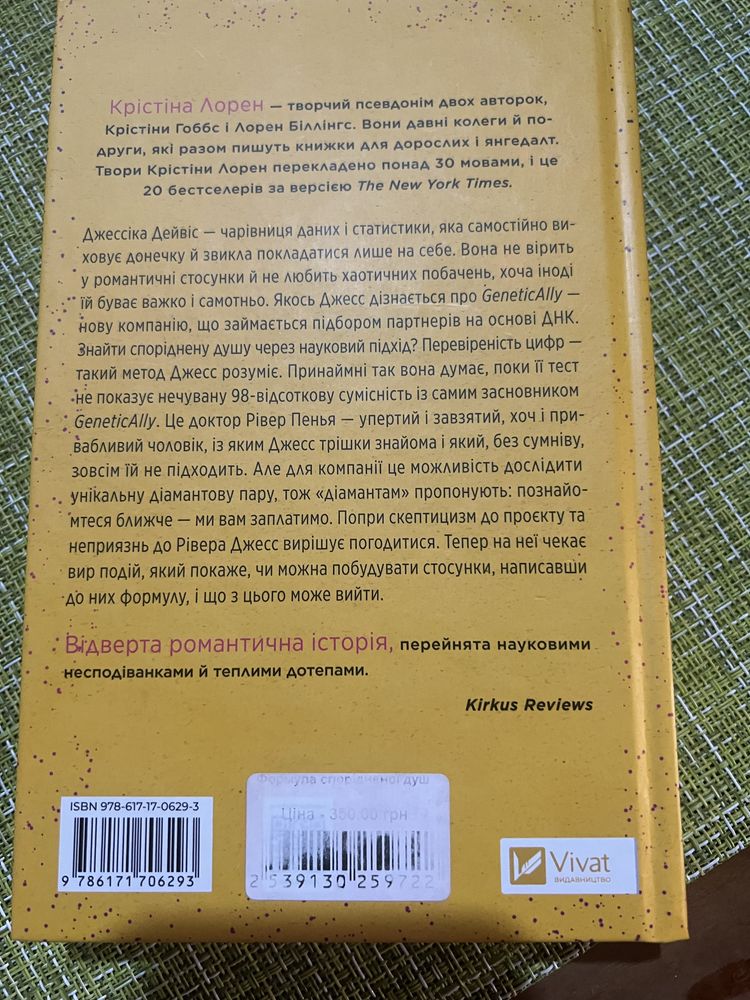 Крістіна Лорен — творчий псевдонім двох авторок,
Крістіни Гоббс і Лорен Біллінгс. Вони давні колеги й по-
други, які разом пишуть книжки для дорослих і янгедалт.
Твори Крістіни Лорен перекладено понад 30 мовами, і це
20 бестселерів за версією The New York Times.
Джессіка Дейвіс — чарівниця даних і статистики, яка самостійно ви-
ховує донечку й звикла покладатися лише на себе. Вона не вірить
у романтичні стосунки й не любить хаотичних побачень, хоча іноді
їй буває важко і самотньо. Якось Джесс дізнається про GeneticAlly —
нову компанію, що займається підбором партнерів на основі ДНК.
Знайти споріднену душу через науковий підхід? Перевіреність цифр —
такий метод Джесс розуміє. Принаймні так вона думає, поки її тест
не показує нечувану 98-відсоткову сумісність із самим засновником
GeneticAlly. Це доктор Рівер Пенья — упертий і завзятий, хоч і при-
вабливий чоловік, із яким Джесс трішки знайома і який, без сумніву,
зовсім їй не підходить. Але для компанії це можливість дослідити
унікальну діамантову пару, тож «діамантам» пропонують: познайо-
мтеся ближче — ми вам заплатимо. Попри скептицизм до проєкту та
неприязнь до Рівера Джесс вирішує погодитися. Тепер на неї чекає
вир подій, який покаже, чи можна побудувати стосунки, написавши
до них формулу, і що з цього може вийти.
Відверта романтична історія, перейнята науковими
несподіванками й теплими дотепами.
Kirkus Reviews
ISBN 978-617-17-0629-3
9 786171 706293
Формула спорідненої душ
Ціна - 350.00 грн
2 539130 259722
Vivat
ВИДАВНИЦТВО